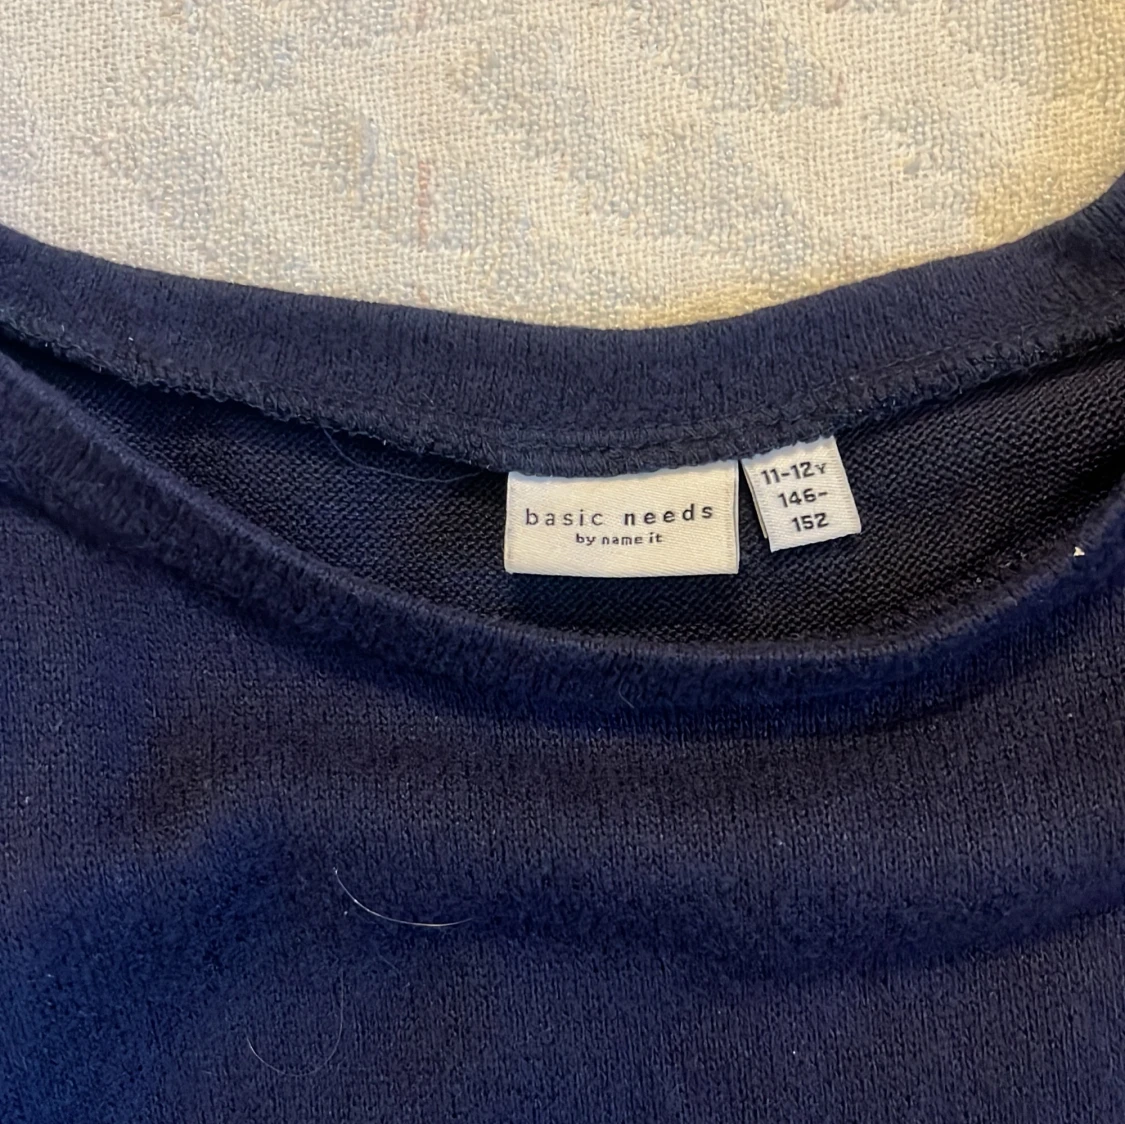 basic needs
by name it
11-12Y
146-
152